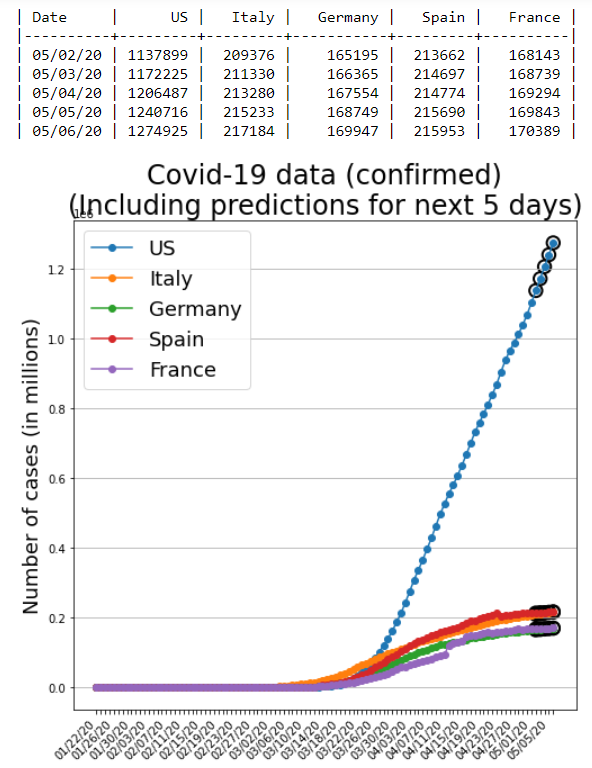 | Date | US | Italy | Germany | Spain | France |
|----------+---------+---------+-----------+---------+----------|
| 05/02/20 | 1137899 | 209376 | 165195 | 213662 | 168143 |
| 05/03/20 | 1172225 | 211330 | 166365 | 214697 | 168739 |
| 05/04/20 | 1206487 | 213280 | 167554 | 214774 | 169294 |
| 05/05/20 | 1240716 | 215233 | 168749 | 215690 | 169843 |
| 05/06/20 | 1274925 | 217184 | 169947 | 215953 | 170389 |
Covid-19 data (confirmed)
(Including predictions for next 5 days)
1e6
US
Italy
Germany
Spain
France
Number of cases (in millions)
1.2
1.0
0.8
0.6
0.4
0.2
0.0
01/22/20
01/26/20
01/30/20
02/03/20
02/07/20
02/11/20
02/15/20
02/19/20
02/23/20
02/27/20
03/02/20
03/06/20
03/10/20
03/14/20
03/18/20
03/22/20
03/26/20
03/30/20
04/03/20
04/07/20
04/11/20
04/15/20
04/19/20
04/23/20
04/27/20
05/01/20
05/05/20